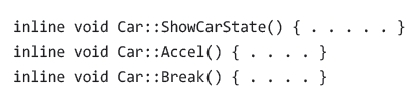 inline void Car::ShowCarState() { . . . . . }
inline void Car::Accel() { . . . . }
inline void Car::Break() { . . . . }